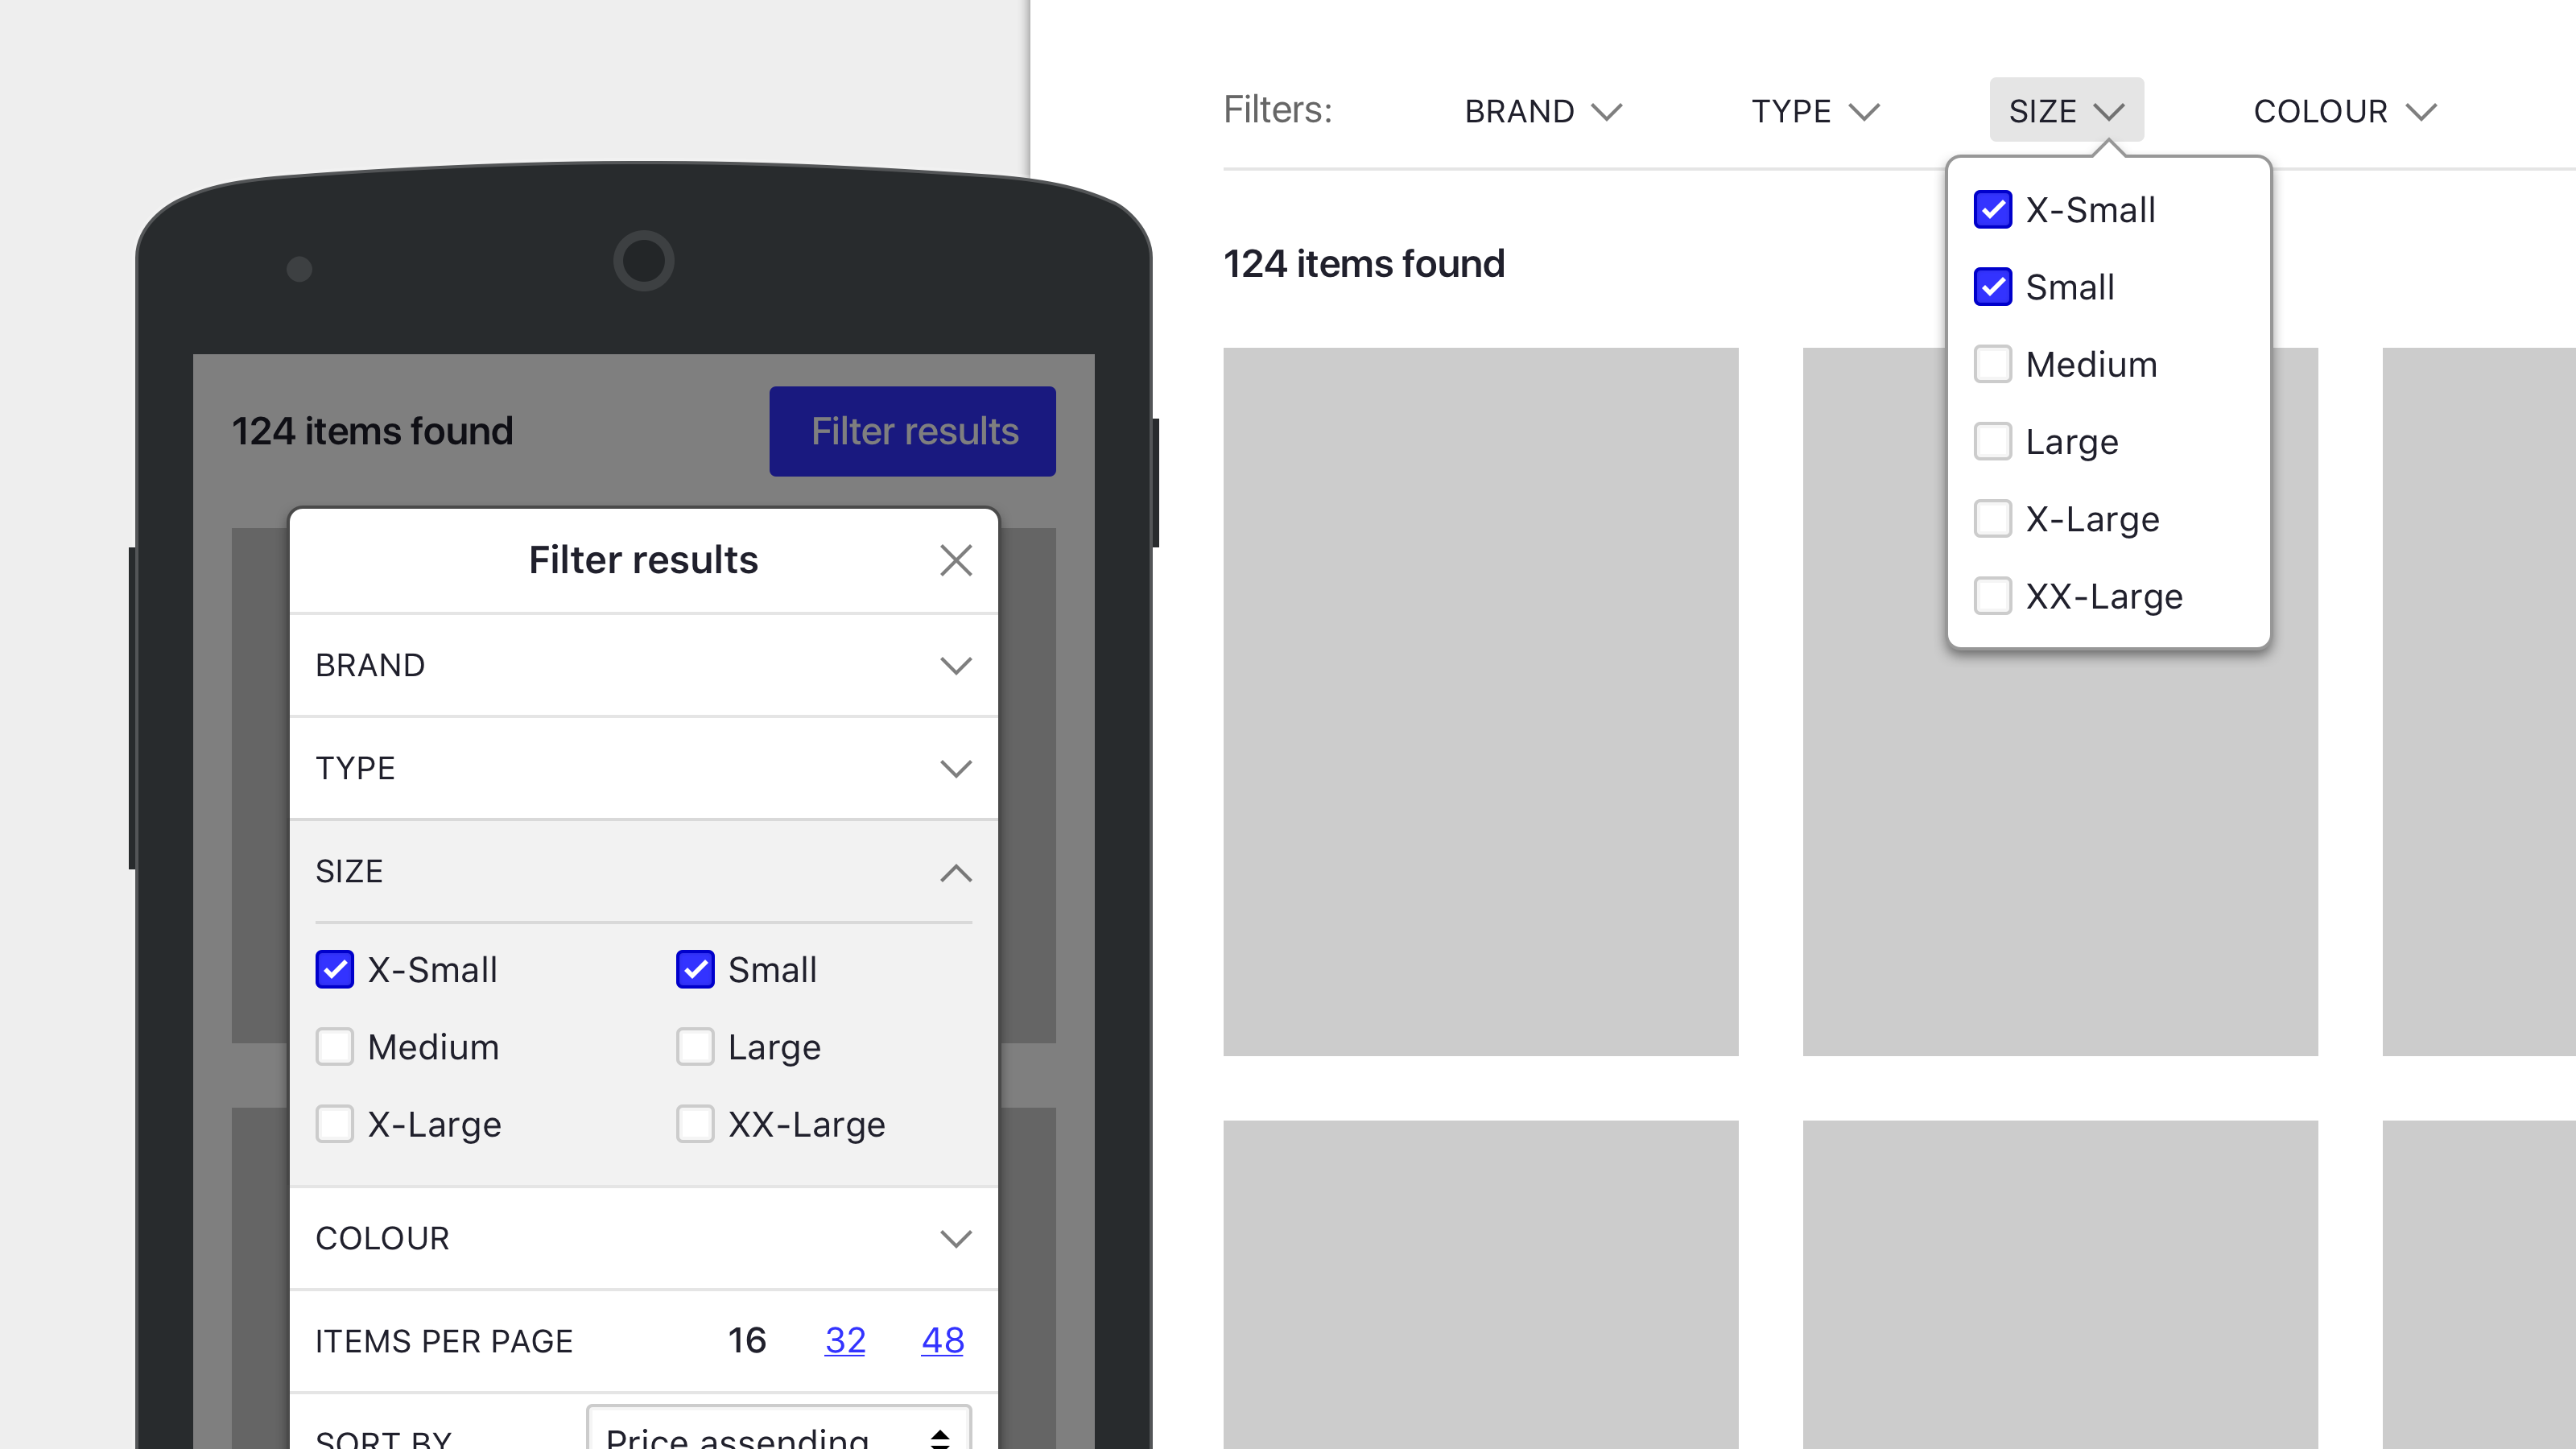 Filters: BRAND TYPE SIZE COLOUR
X-Small
Small
Medium
Large
X-Large
XX-Large
124 items found
124 items found Filter results
Filter results
BRAND
TYPE
SIZE
X-Small Small
Medium Large
X-Large XX-Large
COLOUR
ITEMS PER PAGE 16 32 48
SORT BY Price assending